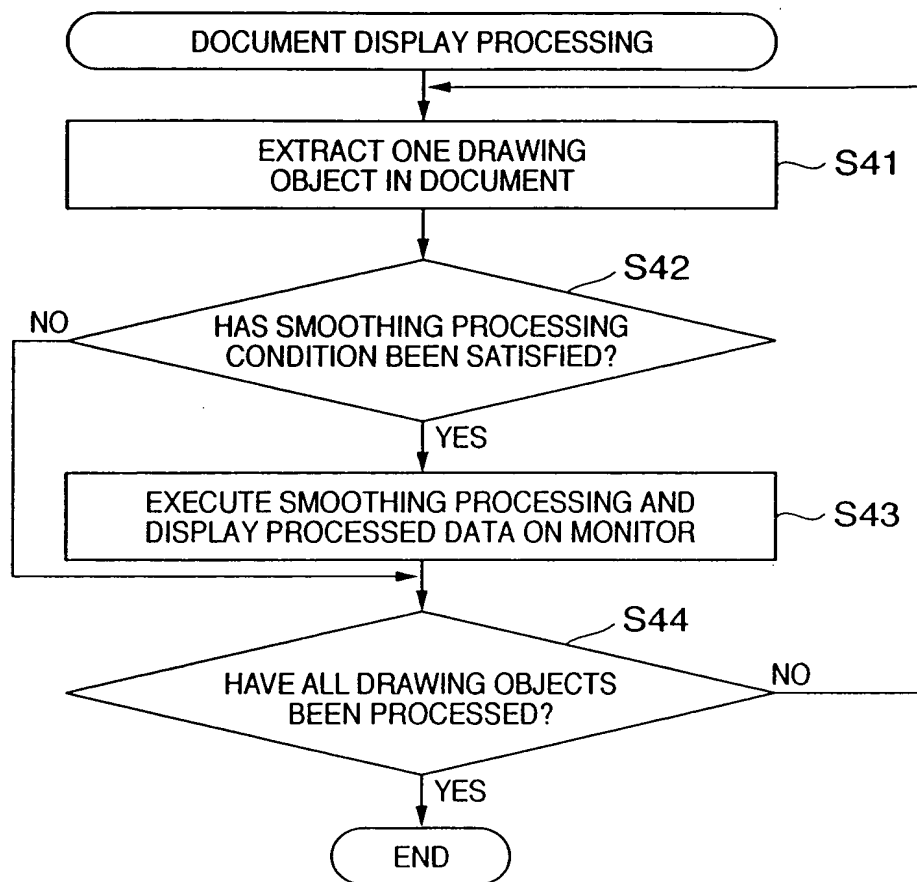 DOCUMENT DISPLAY PROCESSING
EXTRACT ONE DRAWING
OBJECT IN DOCUMENT
S41
S42
NO
HAS SMOOTHING PROCESSING
CONDITION BEEN SATISFIED?
YES
EXECUTE SMOOTHING PROCESSING AND
DISPLAY PROCESSED DATA ON MONITOR
S43
S44
HAVE ALL DRAWING OBJECTS
BEEN PROCESSED?
NO
YES
END